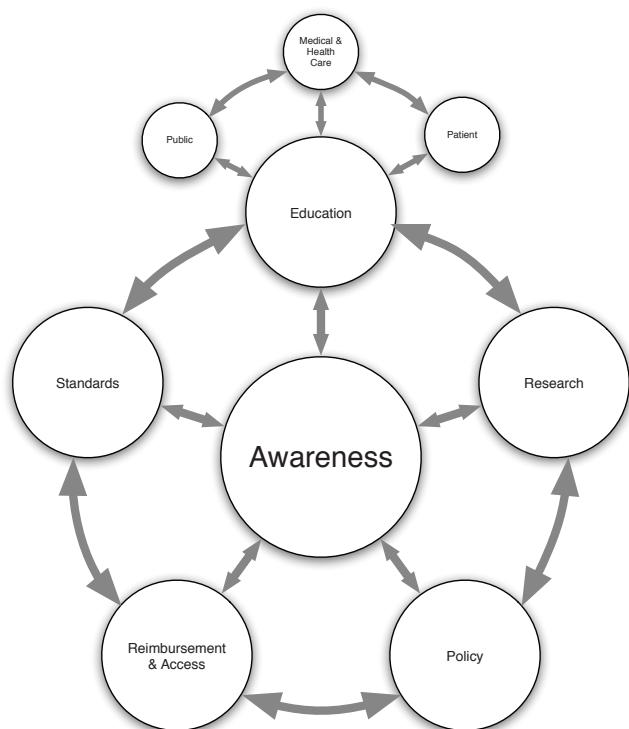 Medical &
Health
Care
Public
Patient
Education
Standards
Research
Awareness
Reimbursement
& Access
Policy